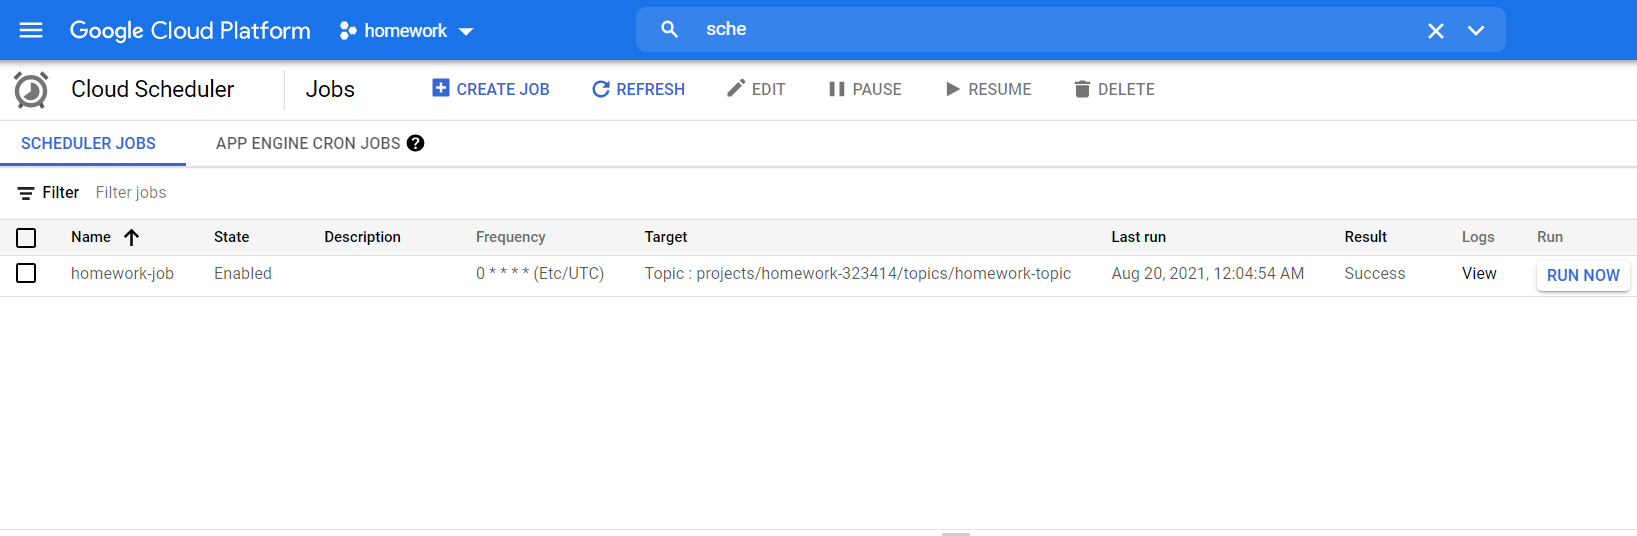 Google Cloud Platform homework sche
Cloud Scheduler Jobs CREATE JOB REFRESH EDIT PAUSE RESUME DELETE
SCHEDULER JOBS APP ENGINE CRON JOBS ?
Filter Filter jobs
Name State Description Frequency Target Last run Result Logs Run
homework-job Enabled 0 * * * * (Etc/UTC) Topic : projects/homework-323414/topics/homework-topic Aug 20, 2021, 12:04:54 AM Success View RUN NOW